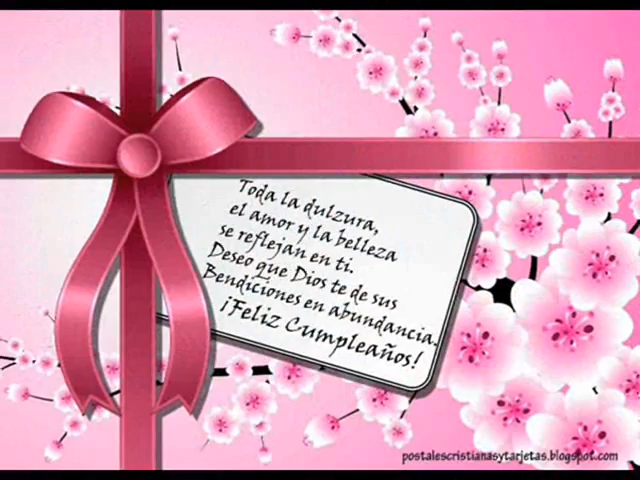 Toda la dulzura,
el amor y la belleza
se reflejan en ti.
Deseo que Dios te de sus
Bendiciones en abundancia.
¡Feliz Cumpleaños!
postalescristianasytarjetas.blogspot.com